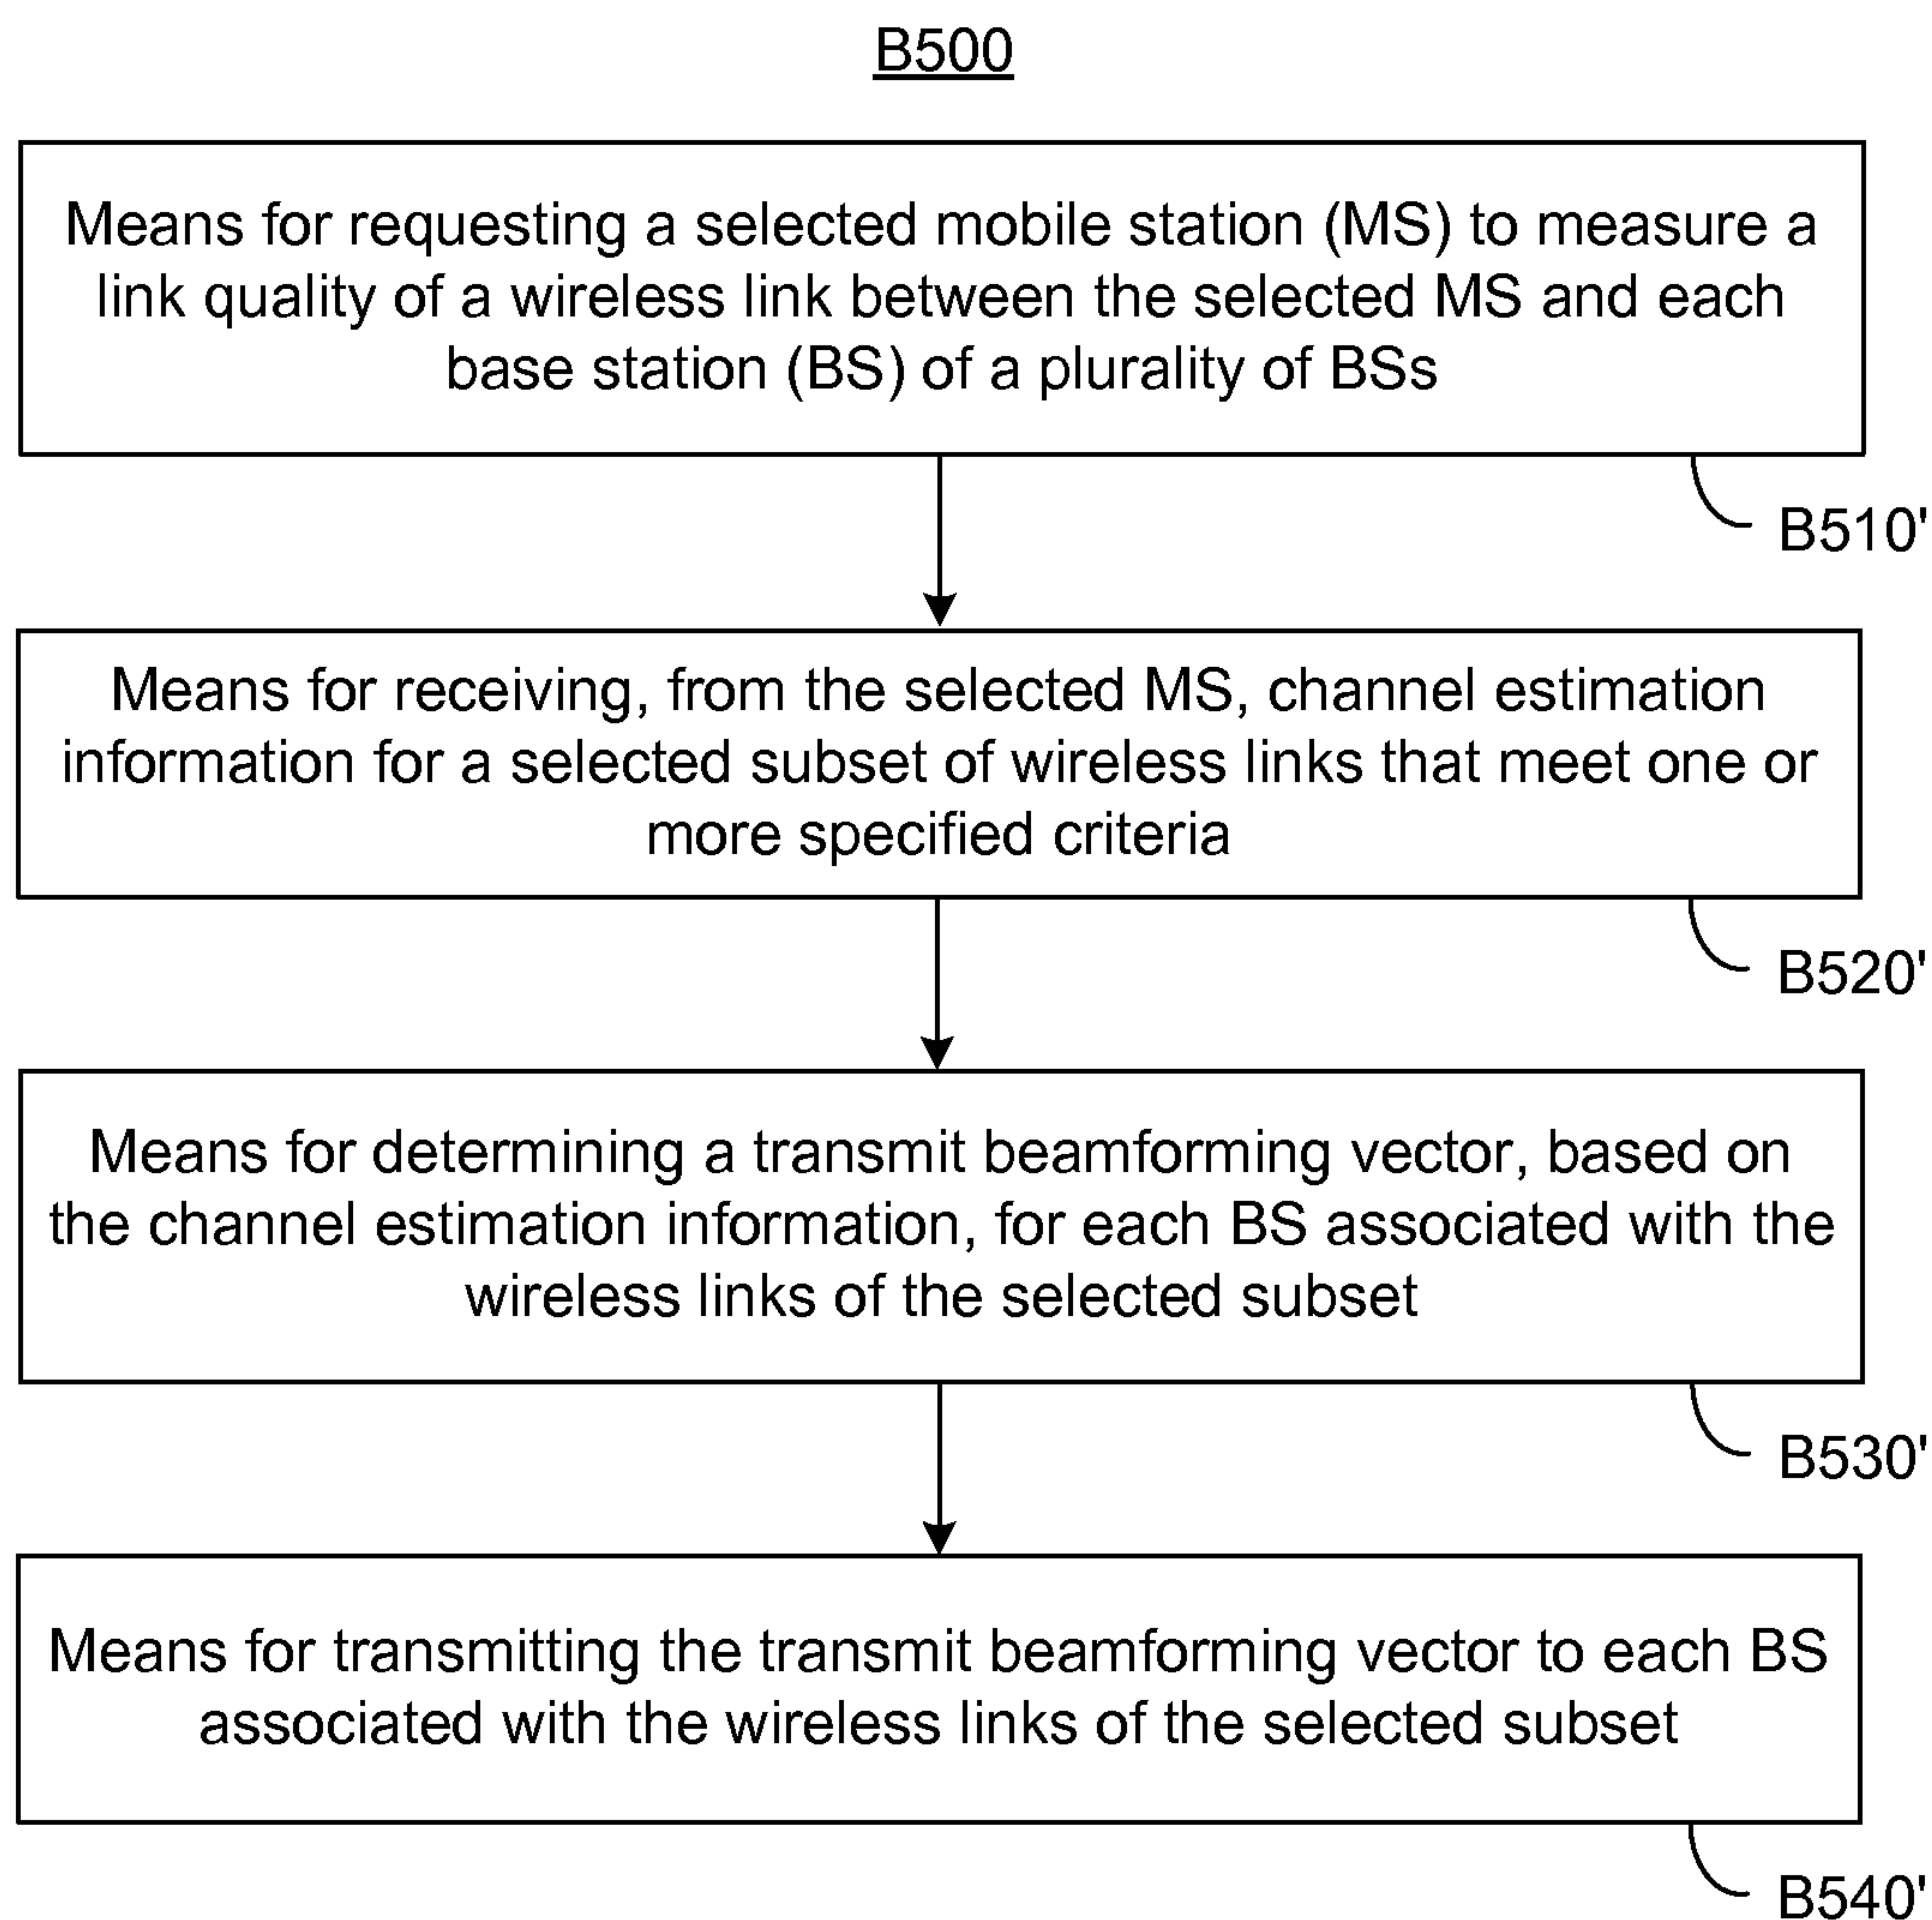 B500
Means for requesting a selected mobile station (MS) to measure a
link quality of a wireless link between the selected MS and each
base station (BS) of a plurality of BSs
B510'
Means for receiving, from the selected MS, channel estimation
information for a selected subset of wireless links that meet one or
more specified criteria
B520'
Means for determining a transmit beamforming vector, based on
the channel estimation information, for each BS associated with the
wireless links of the selected subset
B530'
Means for transmitting the transmit beamforming vector to each BS
associated with the wireless links of the selected subset
B540'